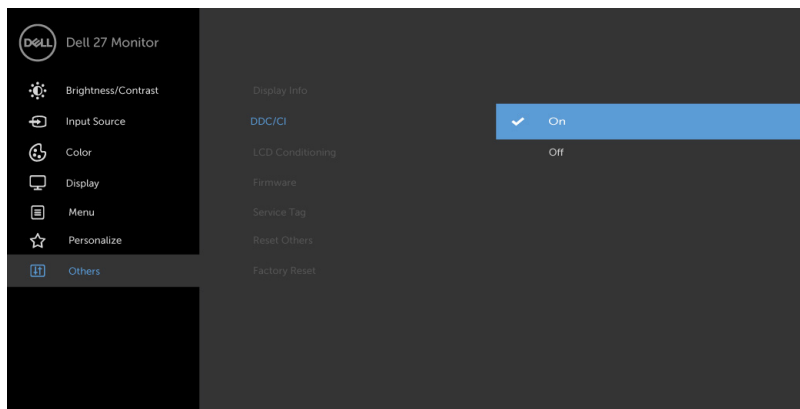 DELL
Dell 27 Monitor
Brightness/Contrast
Input Source
Color
Display
Menu
Personalize
Others
Display Info
DDC/CI
LCD Conditioning
Firmware
Service Tag
Reset Others
Factory Reset
On
Off